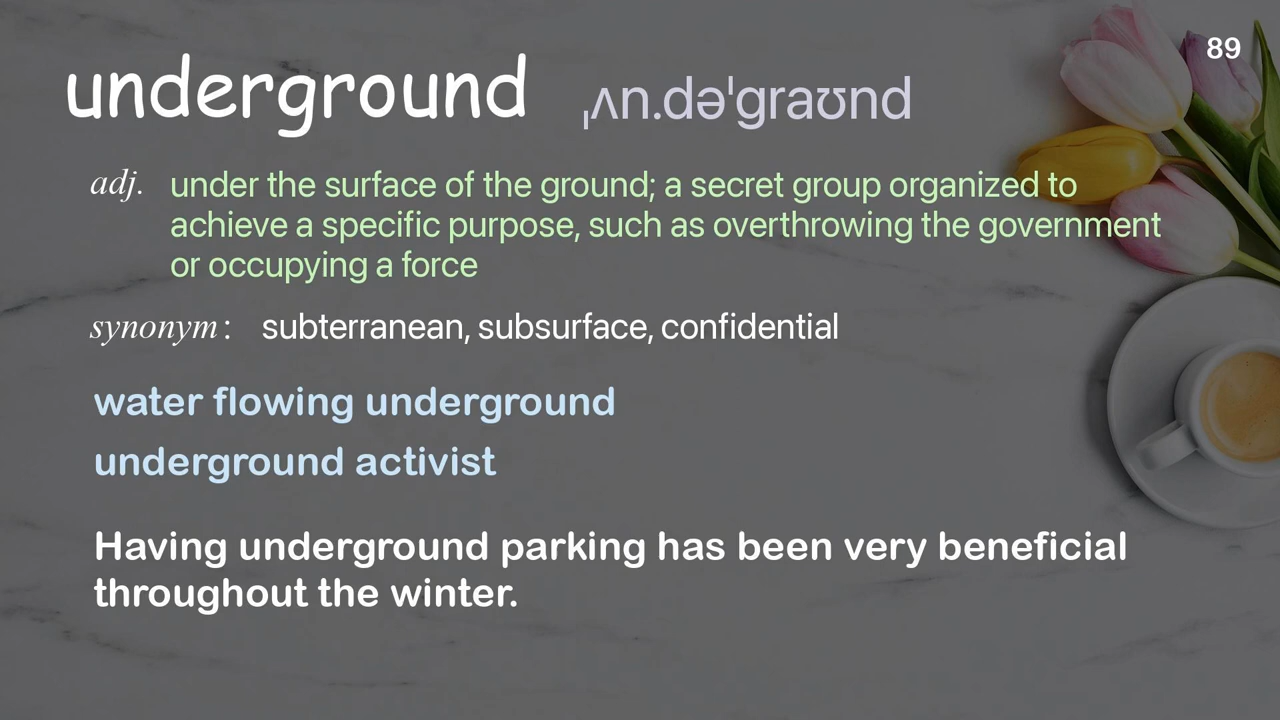 89
underground ˌʌn.dəˈgraʊnd
adj. under the surface of the ground; a secret group organized to
achieve a specific purpose, such as overthrowing the government
or occupying a force
synonym: subterranean, subsurface, confidential
water flowing underground
underground activist
Having underground parking has been very beneficial
throughout the winter.